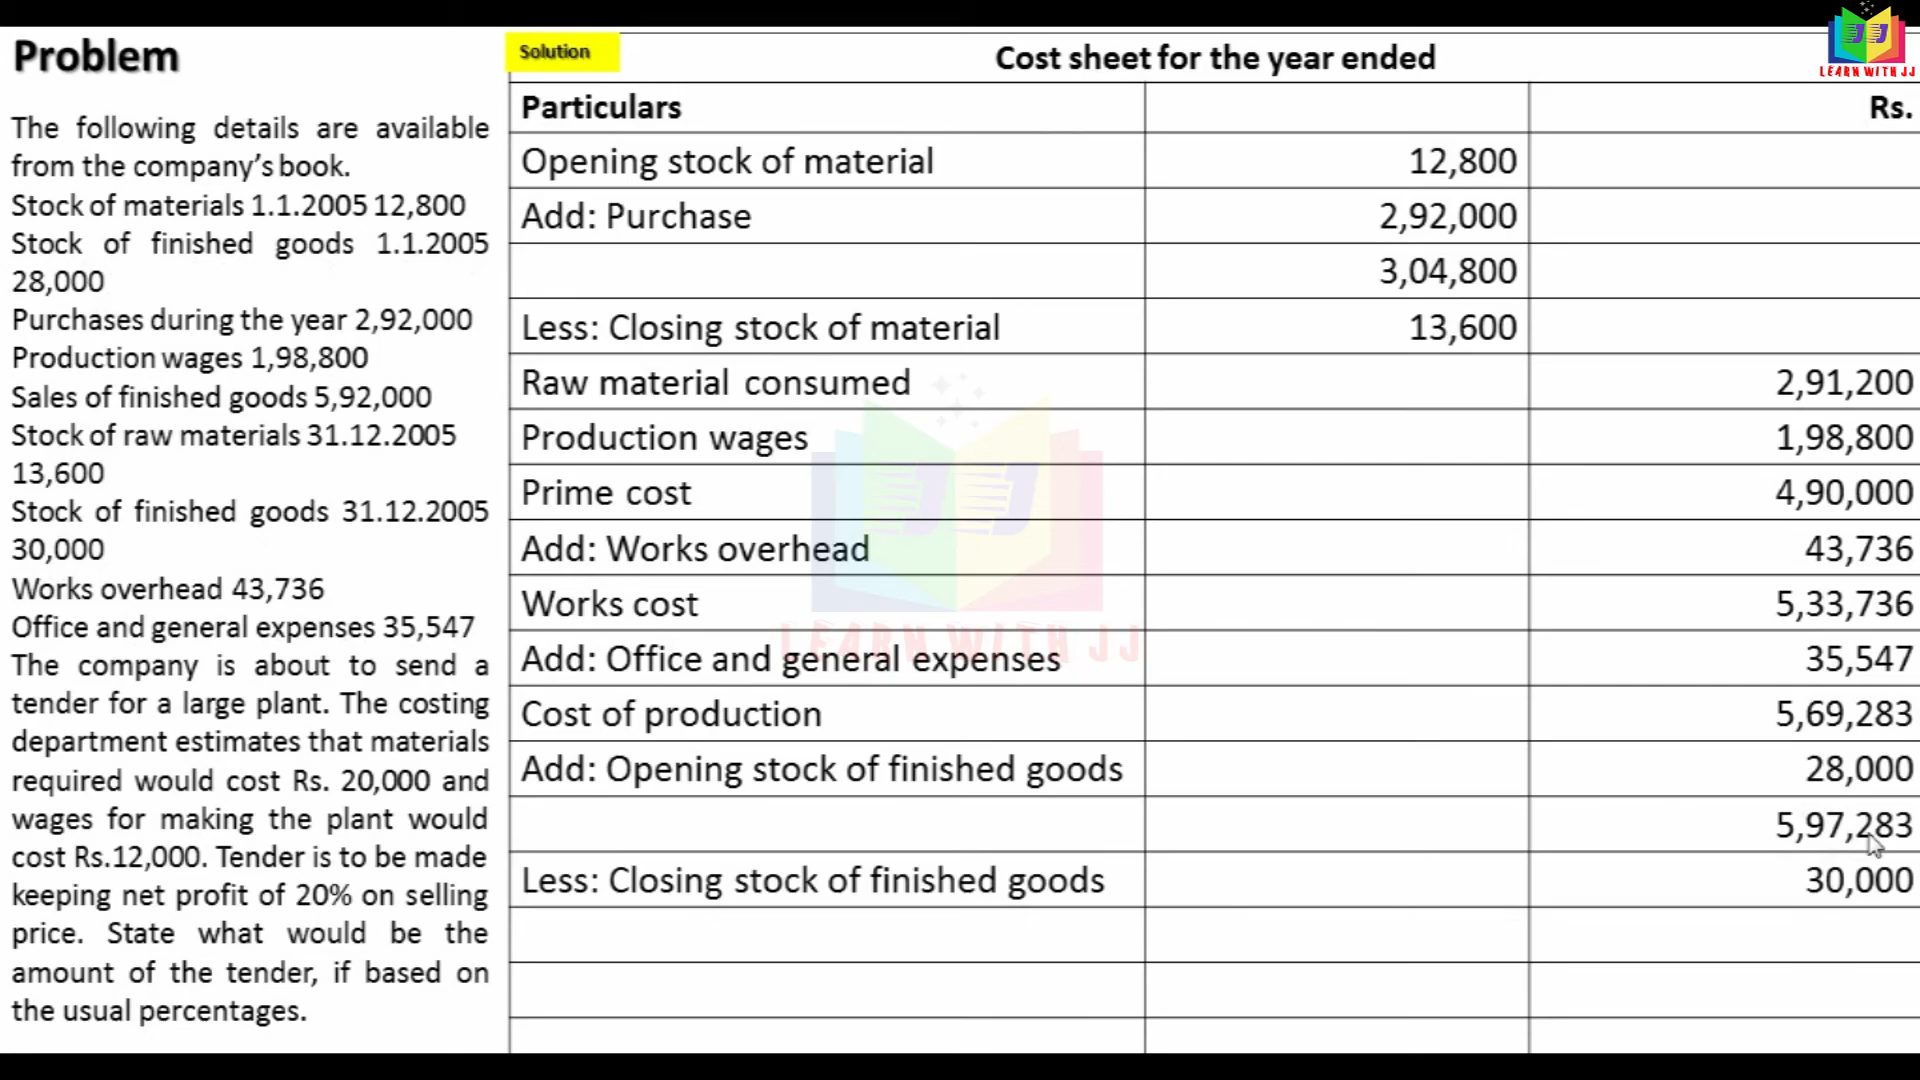 Problem
The following details are available
from the company's book.
Stock of materials 1.1.2005 12,800
Stock of finished goods 1.1.2005
28,000
Purchases during the year 2,92,000
Production wages 1,98,800
Sales of finished goods 5,92,000
Stock of raw materials 31.12.2005
13,600
Stock of finished goods 31.12.2005
30,000
Works overhead 43,736
Office and general expenses 35,547
The company is about to send a
tender for a large plant. The costing
department estimates that materials
required would cost Rs. 20,000 and
wages for making the plant would
cost Rs.12,000. Tender is to be made
keeping net profit of 20% on selling
price. State what would be the
amount of the tender, if based on
the usual percentages.
Solution
Cost sheet for the year ended
Particulars Rs.
Opening stock of material 12,800
Add: Purchase 2,92,000
3,04,800
Less: Closing stock of material 13,600
Raw material consumed 2,91,200
Production wages 1,98,800
Prime cost 4,90,000
Add: Works overhead 43,736
Works cost 5,33,736
Add: Office and general expenses 35,547
Cost of production 5,69,283
Add: Opening stock of finished goods 28,000
5,97,283
Less: Closing stock of finished goods 30,000
JJ
LEARN WITH JJ
JJ
LEARN WITH JJ